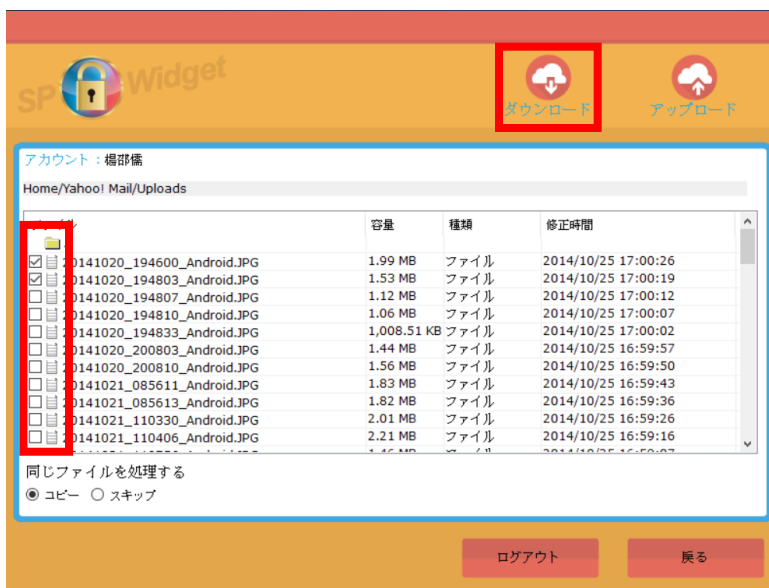 SP Widget
ダウンロード アップロード
アカウント：楊邵儒
Home/Yahoo! Mail/Uploads
容量 種類 修正時間
20141020_194600_Android.JPG 1.99 MB ファイル 2014/10/25 17:00:26
20141020_194803_Android.JPG 1.53 MB ファイル 2014/10/25 17:00:19
20141020_194807_Android.JPG 1.12 MB ファイル 2014/10/25 17:00:12
20141020_194810_Android.JPG 1.06 MB ファイル 2014/10/25 17:00:07
20141020_194833_Android.JPG 1,008.51 KB ファイル 2014/10/25 17:00:02
20141020_200803_Android.JPG 1.44 MB ファイル 2014/10/25 16:59:57
20141020_200810_Android.JPG 1.56 MB ファイル 2014/10/25 16:59:50
20141021_085611_Android.JPG 1.83 MB ファイル 2014/10/25 16:59:43
20141021_085613_Android.JPG 1.82 MB ファイル 2014/10/25 16:59:36
20141021_110330_Android.JPG 2.01 MB ファイル 2014/10/25 16:59:26
20141021_110406_Android.JPG 2.21 MB ファイル 2014/10/25 16:59:16
同じファイルを処理する
コピー スキップ
ログアウト 戻る